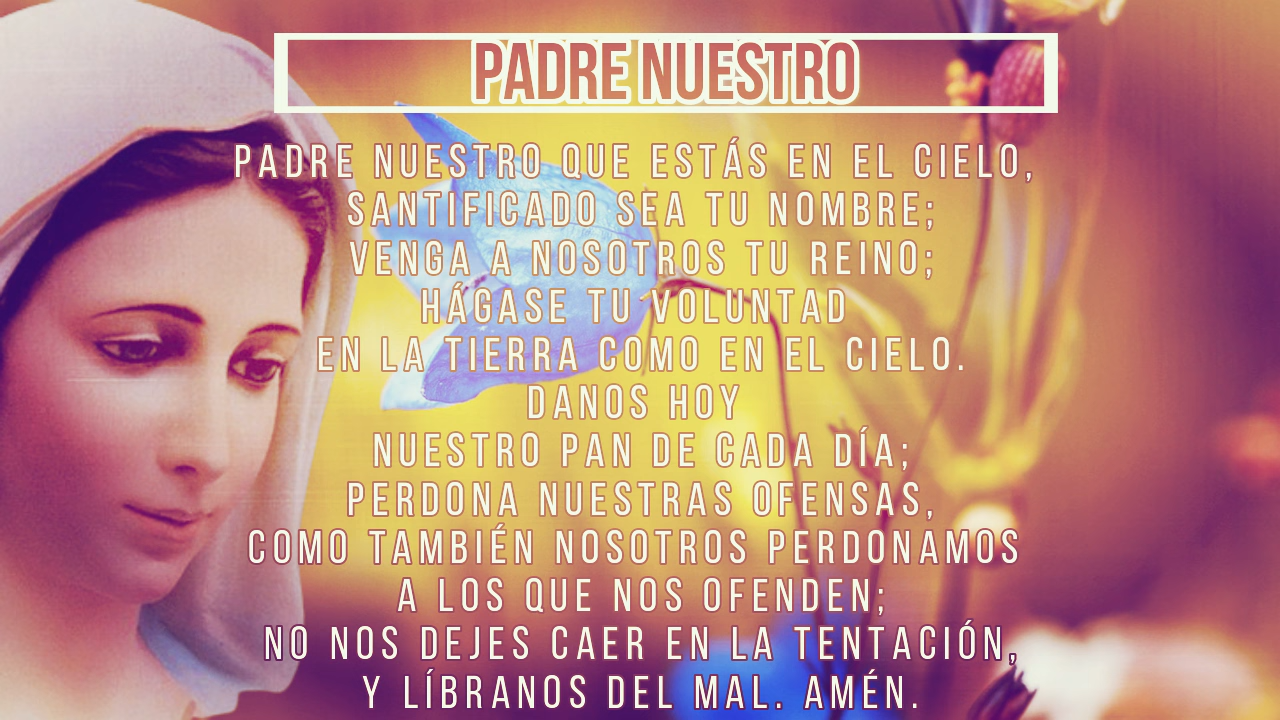 PADRE NUESTRO
PADRE NUESTRO QUE ESTÁS EN EL CIELO,
SANTIFICADO SEA TU NOMBRE;
VENGA A NOSOTROS TU REINO;
HÁGASE TU VOLUNTAD
EN LA TIERRA COMO EN EL CIELO.
DANOS HOY
NUESTRO PAN DE CADA DÍA;
PERDONA NUESTRAS OFENSAS,
COMO TAMBIÉN NOSOTROS PERDONAMOS
A LOS QUE NOS OFENDEN;
NO NOS DEJES CAER EN LA TENTACIÓN,
Y LÍBRANOS DEL MAL. AMÉN.